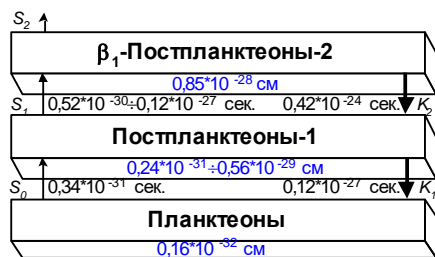 S₂
β₁-Постпланктеоны-2
0,85*10 ⁻²⁸ см
S₁ 0,52*10 ⁻³⁰÷0,12*10 ⁻²⁷ сек. 0,42*10 ⁻²⁴ сек. K₂
Постпланктеоны-1
0,24*10 ⁻³¹÷0,56*10 ⁻²⁹ см
S₀ 0,34*10 ⁻³¹ сек. 0,12*10 ⁻²⁷ сек. K₁
Планктеоны
0,16*10 ⁻³² см